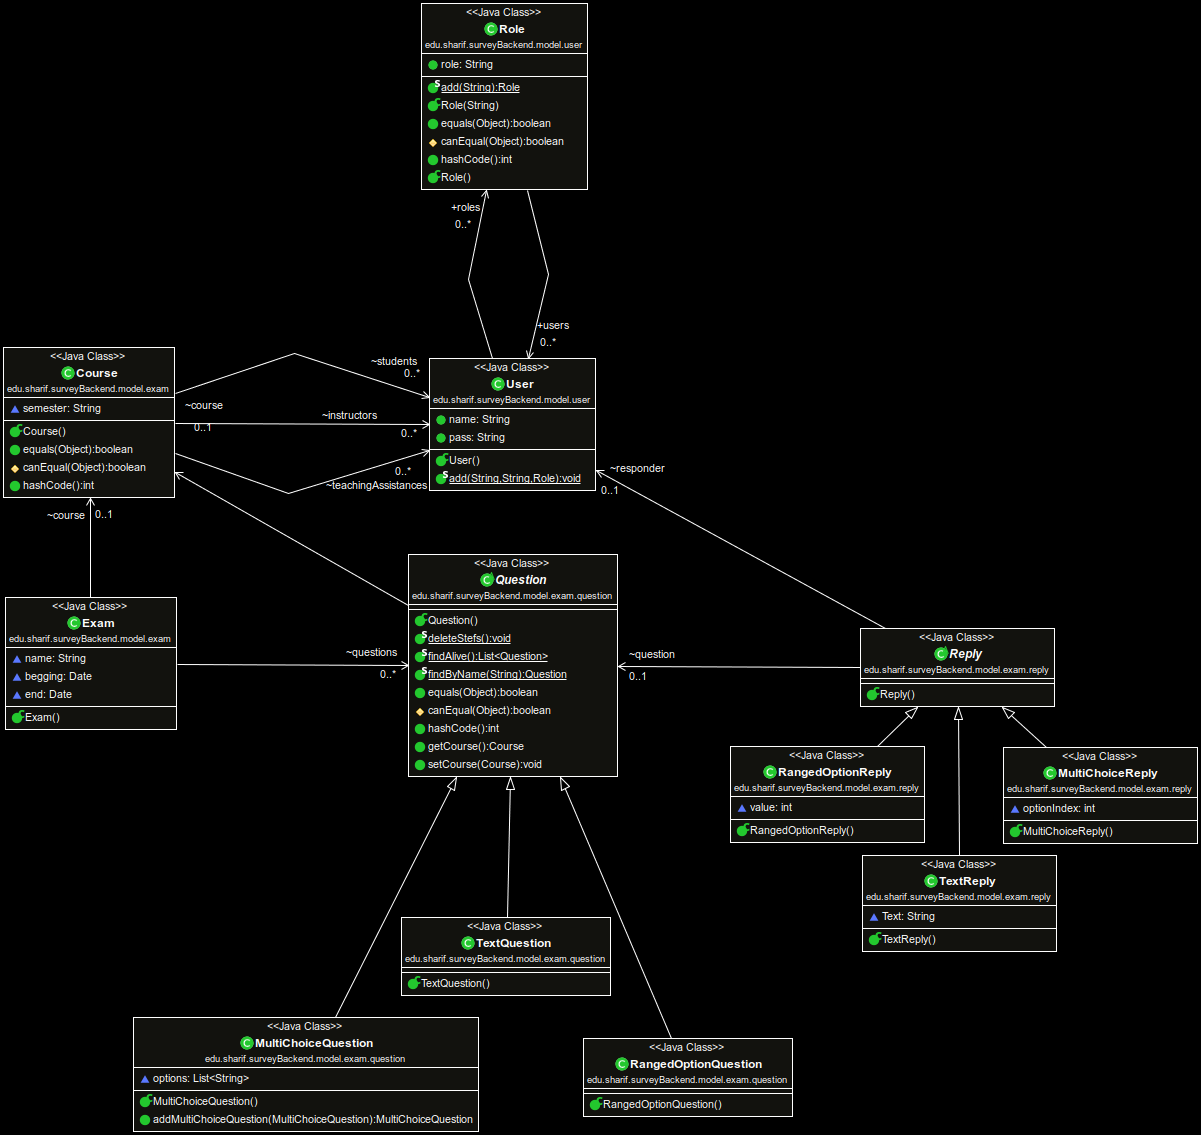 <<Java Class>>
Role
edu.sharif.surveyBackend.model.user
role: String
add(String):Role
Role(String)
equals(Object):boolean
canEqual(Object):boolean
hashCode():int
Role()
+roles
0..*
+users
0..*
<<Java Class>>
Course
edu.sharif.surveyBackend.model.exam
semester: String
Course()
equals(Object):boolean
canEqual(Object):boolean
hashCode():int
~students
0..*
~course
0..1
~instructors
0..*
0..*
~teachingAssistances
<<Java Class>>
User
edu.sharif.surveyBackend.model.user
name: String
pass: String
User()
add(String,String,Role):void
~responder
0..1
~course
0..1
<<Java Class>>
Question
edu.sharif.surveyBackend.model.exam.question
Question()
deleteStefs():void
findAlive():List<Question>
findByName(String):Question
equals(Object):boolean
canEqual(Object):boolean
hashCode():int
getCourse():Course
setCourse(Course):void
<<Java Class>>
Exam
edu.sharif.surveyBackend.model.exam
name: String
begging: Date
end: Date
Exam()
~questions
0..*
~question
0..1
<<Java Class>>
Reply
edu.sharif.surveyBackend.model.exam.reply
Reply()
<<Java Class>>
RangedOptionReply
edu.sharif.surveyBackend.model.exam.reply
value: int
RangedOptionReply()
<<Java Class>>
MultiChoiceReply
edu.sharif.surveyBackend.model.exam.reply
optionIndex: int
MultiChoiceReply()
<<Java Class>>
TextReply
edu.sharif.surveyBackend.model.exam.reply
Text: String
TextReply()
<<Java Class>>
TextQuestion
edu.sharif.surveyBackend.model.exam.question
TextQuestion()
<<Java Class>>
MultiChoiceQuestion
edu.sharif.surveyBackend.model.exam.question
options: List<String>
MultiChoiceQuestion()
addMultiChoiceQuestion(MultiChoiceQuestion):MultiChoiceQuestion
<<Java Class>>
RangedOptionQuestion
edu.sharif.surveyBackend.model.exam.question
RangedOptionQuestion()